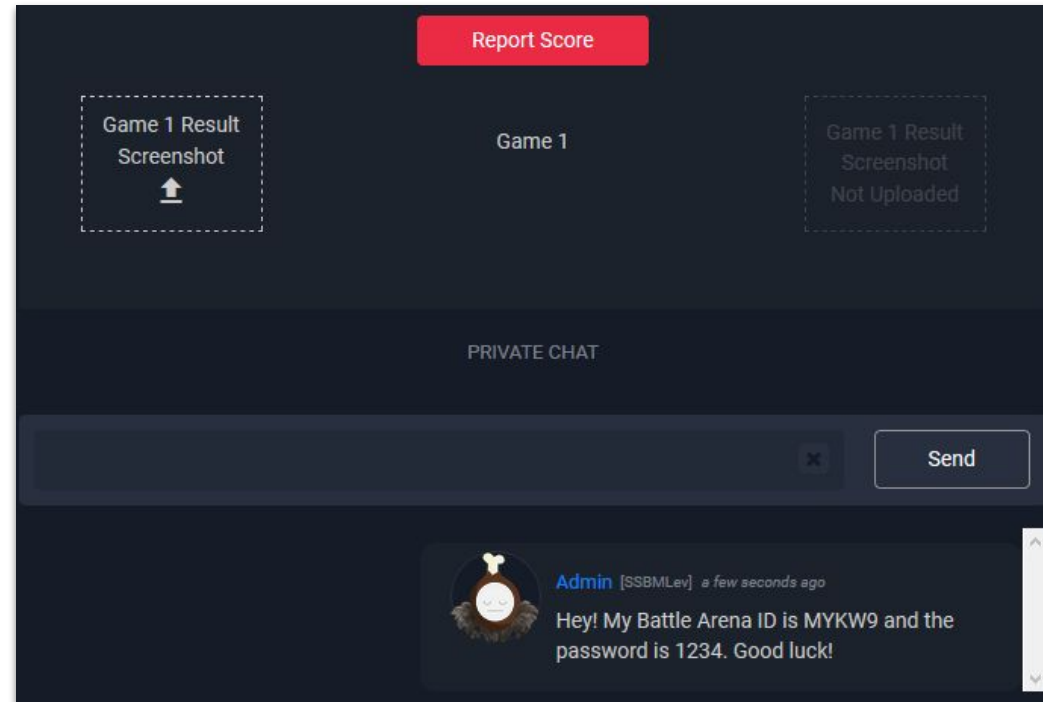 Report Score
Game 1 Result
Screenshot
Game 1
Game 1 Result
Screenshot
Not Uploaded
PRIVATE CHAT
Send
Admin [SSBMLev] a few seconds ago
Hey! My Battle Arena ID is MYKW9 and the
password is 1234. Good luck!